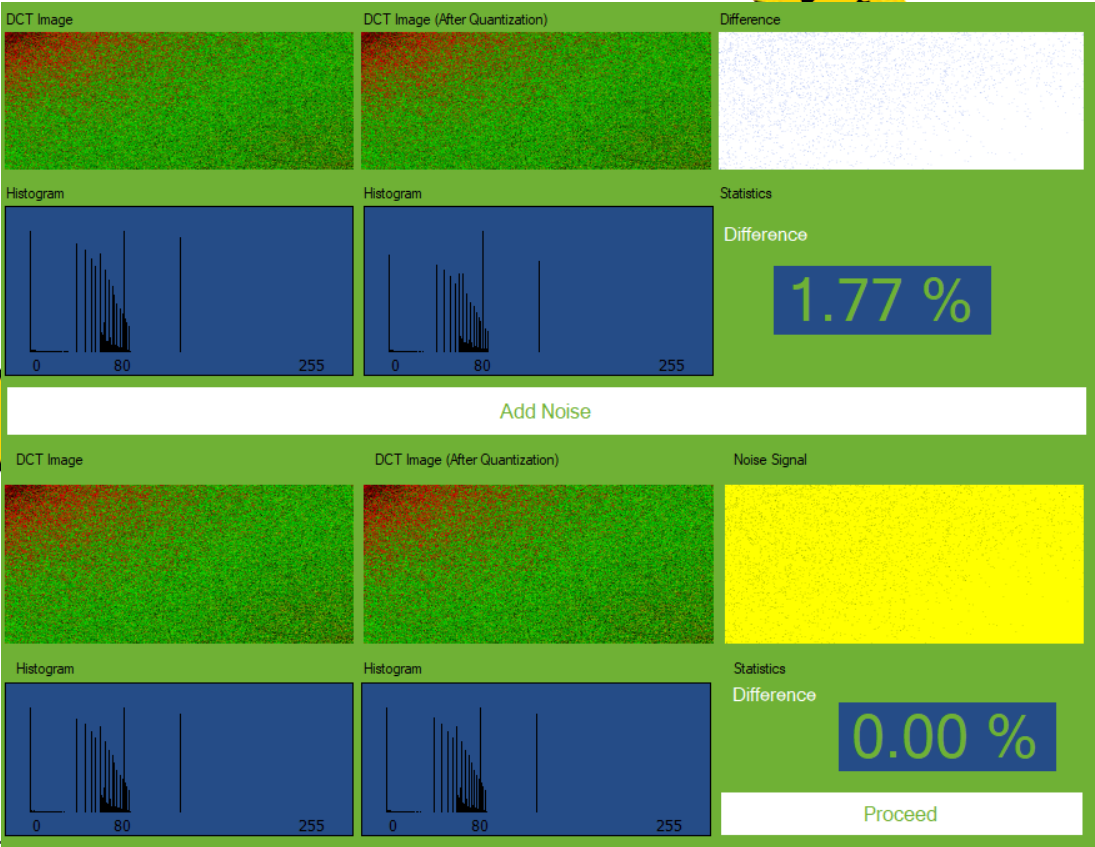 DCT Image
DCT Image (After Quantization)
Difference
Histogram
Histogram
Statistics
Difference
1.77 %
0
80
255
0
80
255
Add Noise
DCT Image
DCT Image (After Quantization)
Noise Signal
Histogram
Histogram
Statistics
Difference
0.00 %
0
80
255
0
80
255
Proceed